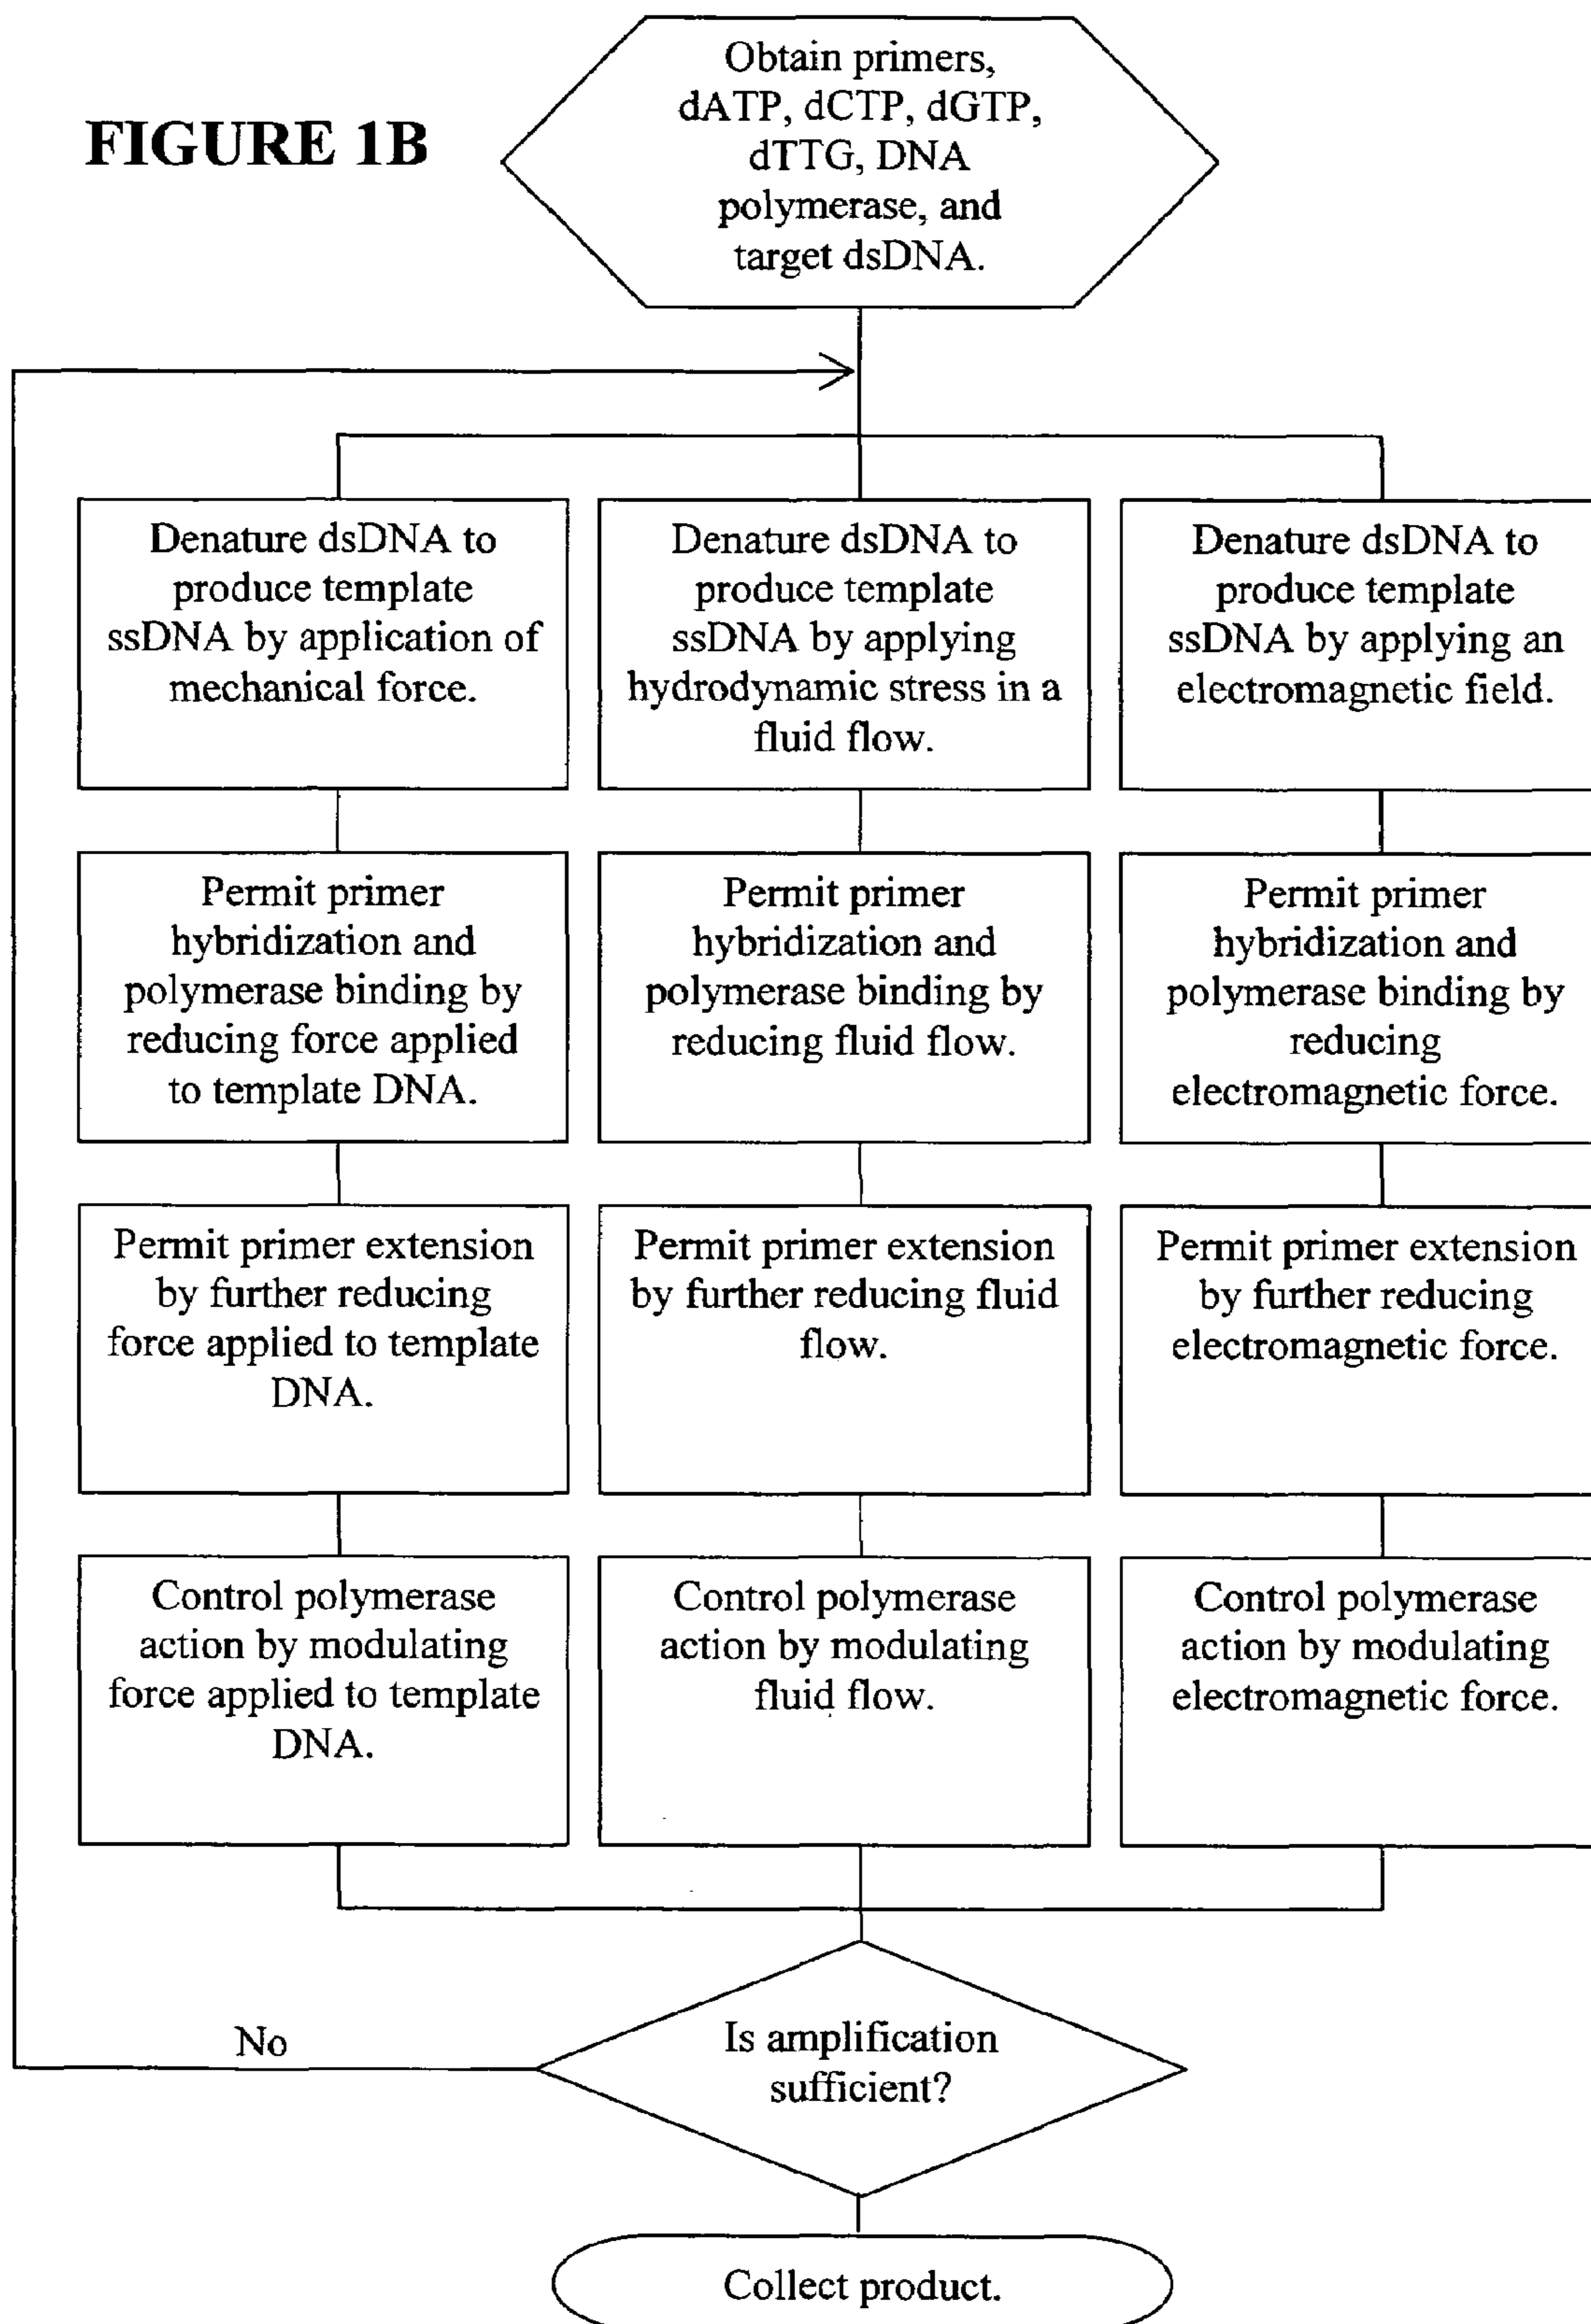 FIGURE 1B
Obtain primers,
dATP, dCTP, dGTP,
dTTG, DNA
polymerase, and
target dsDNA.
Denature dsDNA to
produce template
ssDNA by application of
mechanical force.
Denature dsDNA to
produce template
ssDNA by applying
hydrodynamic stress in a
fluid flow.
Denature dsDNA to
produce template
ssDNA by applying an
electromagnetic field.
Permit primer
hybridization and
polymerase binding by
reducing force applied
to template DNA.
Permit primer
hybridization and
polymerase binding by
reducing fluid flow.
Permit primer
hybridization and
polymerase binding by
reducing
electromagnetic force.
Permit primer extension
by further reducing
force applied to template
DNA.
Permit primer extension
by further reducing fluid
flow.
Permit primer extension
by further reducing
electromagnetic force.
Control polymerase
action by modulating
force applied to template
DNA.
Control polymerase
action by modulating
fluid flow.
Control polymerase
action by modulating
electromagnetic force.
No
Is amplification
sufficient?
Collect product.